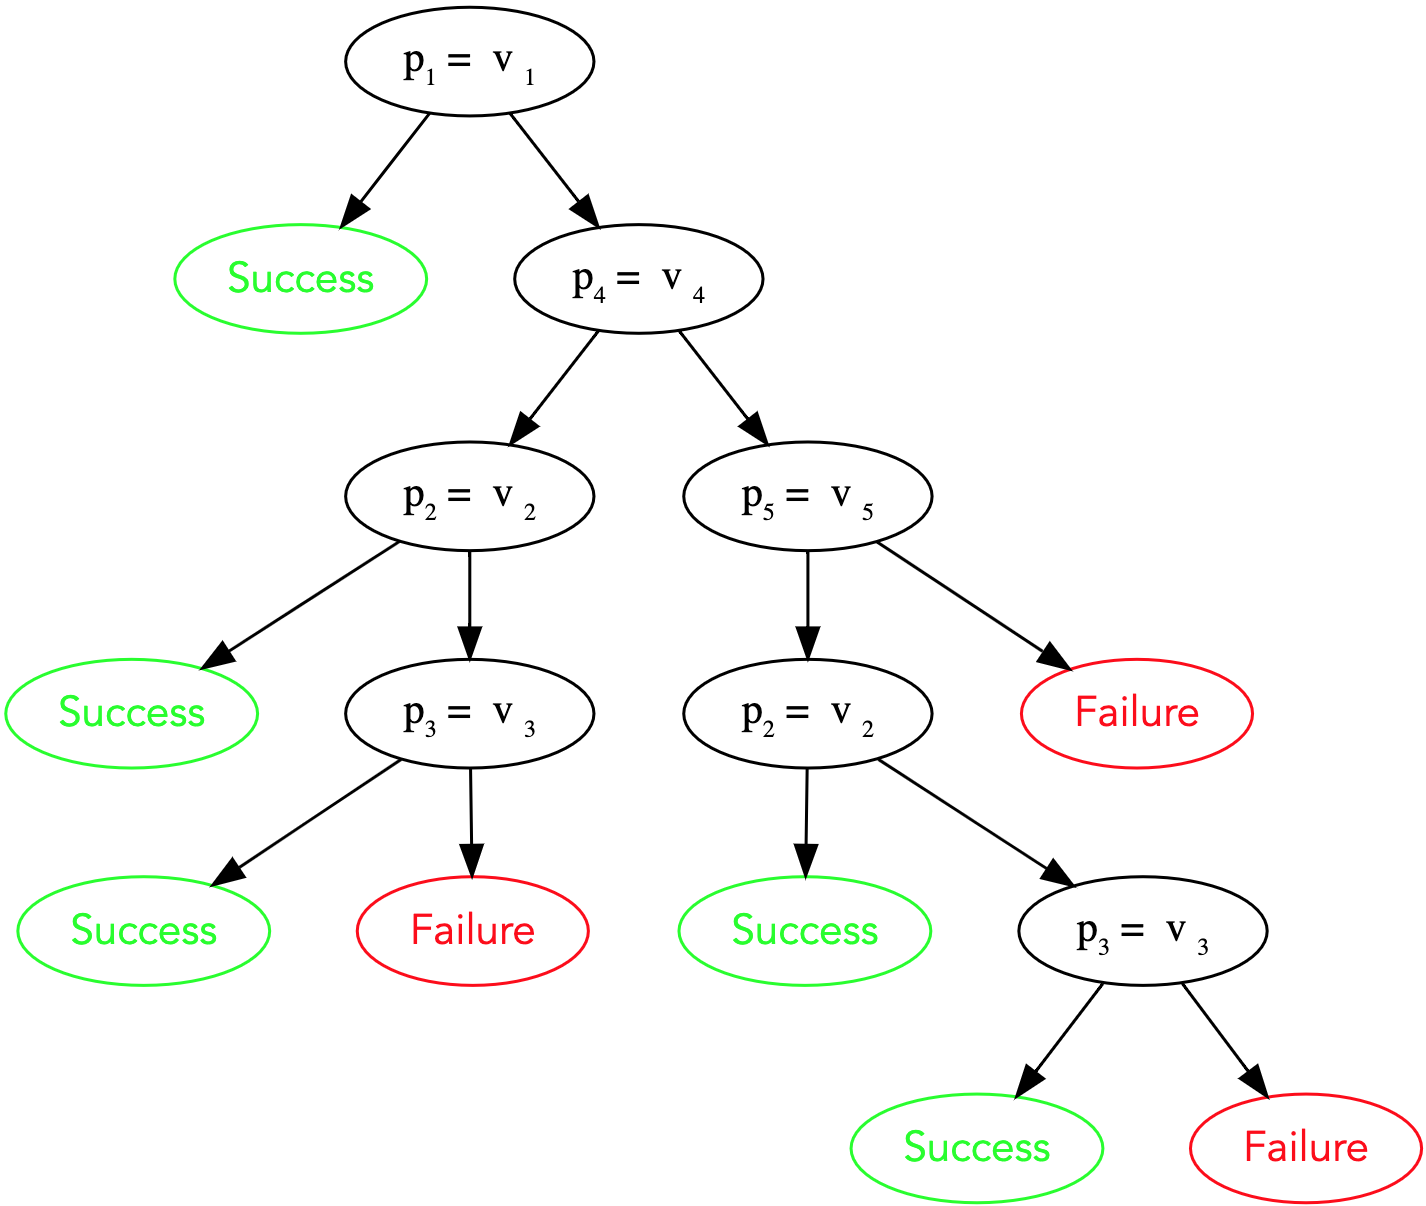 p₁ = v₁
Success
p₄ = v₄
p₂ = v₂
p₅ = v₅
Success
p₃ = v₃
p₂ = v₂
Failure
Success
Failure
Success
p₃ = v₃
Success
Failure